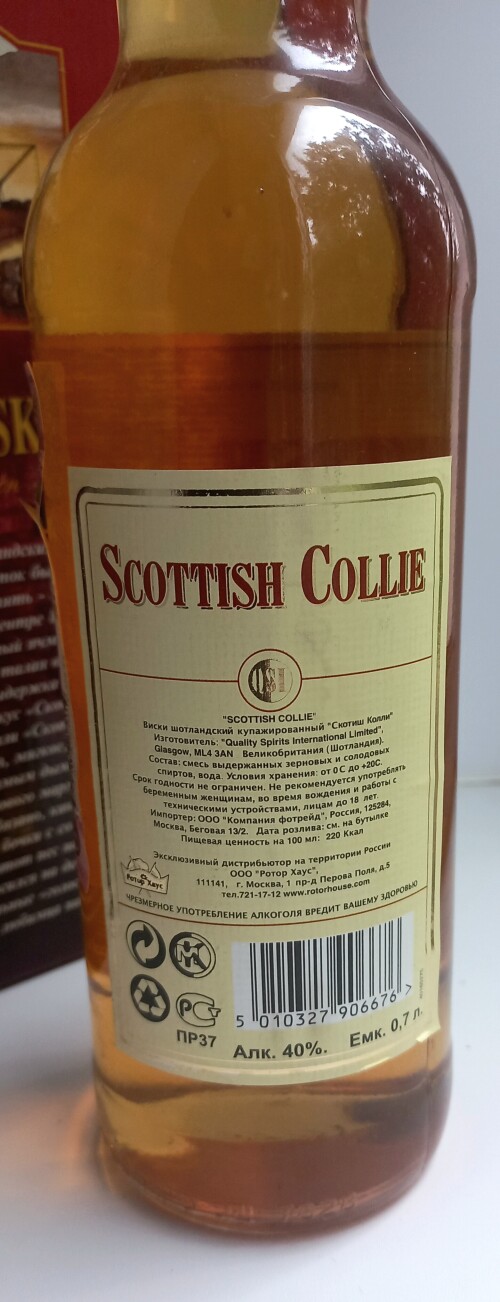 SK
SCOTTISH COLLIE
QSI
"SCOTTISH COLLIE"
Виски шотландский купажированный "Скотиш Колли"
Изготовитель: "Quality Spirits International Limited",
Glasgow, ML4 3AN Великобритания (Шотландия).
Состав: смесь выдержанных зерновых и солодовых
спиртов, вода. Условия хранения: от 0 С до +20С.
Срок годности не ограничен. Не рекомендуется употреблять
беременным женщинам, во время вождения и работы с
техническими устройствами, лицам до 18 лет.
Импортер: ООО "Компания фотрейд", Россия, 125284,
Москва, Беговая 13/2. Дата розлива: см. на бутылке
Пищевая ценность на 100 мл: 220 Ккал
Эксклюзивный дистрибьютор на территории России
ООО "Ротор Хаус",
111141, г. Москва, 1 пр-д Перова Поля, д.5
тел.721-17-12 www.rotorhouse.com
Ротор Хаус
ЧРЕЗМЕРНОЕ УПОТРЕБЛЕНИЕ АЛКОГОЛЯ ВРЕДИТ ВАШЕМУ ЗДОРОВЬЮ
5 010327 906676 >
ПР37
Алк. 40%. Емк. 0,7 л.